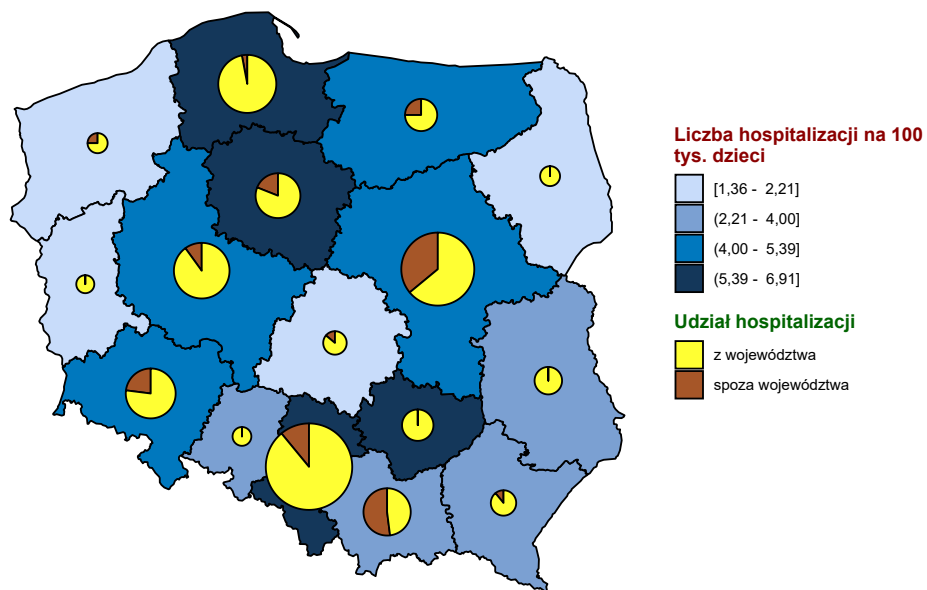 Liczba hospitalizacji na 100
tys. dzieci
[1,36 - 2,21]
(2,21 - 4,00]
(4,00 - 5,39]
(5,39 - 6,91]
Udział hospitalizacji
z województwa
spoza województwa